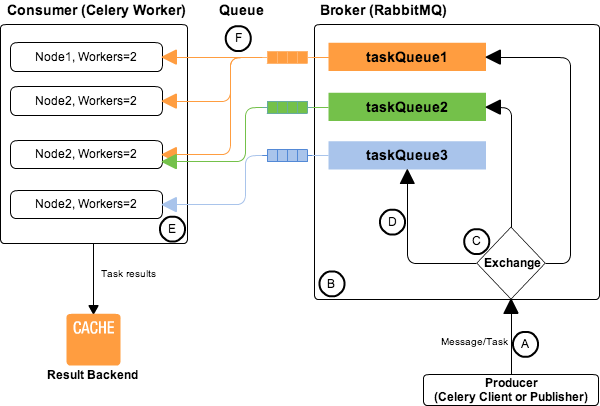 Consumer (Celery Worker)
Queue
Broker (RabbitMQ)
F
Node1, Workers=2
taskQueue1
Node2, Workers=2
taskQueue2
Node2, Workers=2
taskQueue3
Node2, Workers=2
D
E
C
Exchange
Task results
B
CACHE
Message/Task
A
Result Backend
Producer
(Celery Client or Publisher)